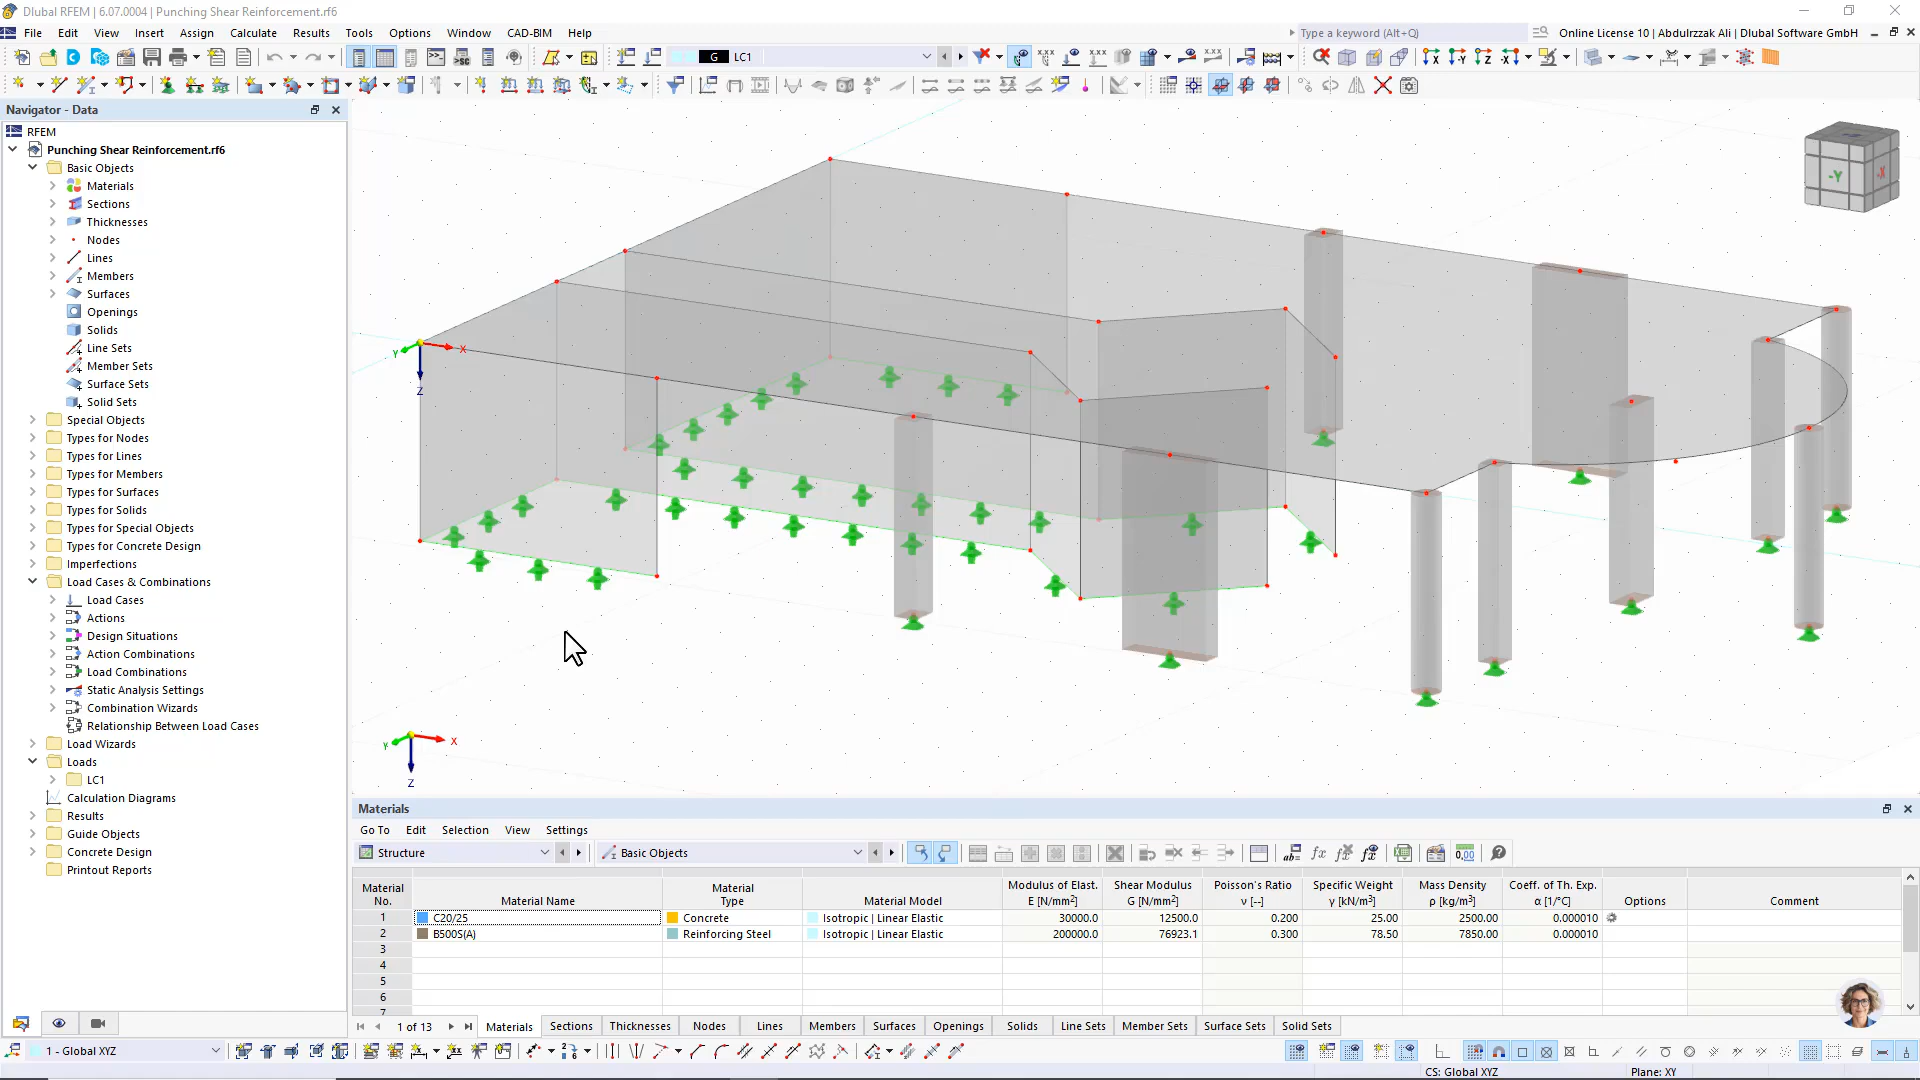 Dlubal RFEM | 6.07.0004 | Punching Shear Reinforcement.rf6
File Edit View Insert Assign Calculate Results Tools Options Window CAD-BIM Help
Type a keyword (Alt+Q)
Online License 10 | Abdulrzzak Ali | Dlubal Software GmbH
G LC1
Navigator - Data
RFEM
Punching Shear Reinforcement.rf6
Basic Objects
Materials
Sections
Thicknesses
Nodes
Lines
Members
Surfaces
Openings
Solids
Line Sets
Member Sets
Surface Sets
Solid Sets
Special Objects
Types for Nodes
Types for Lines
Types for Members
Types for Surfaces
Types for Solids
Types for Special Objects
Types for Concrete Design
Imperfections
Load Cases & Combinations
Load Cases
Actions
Design Situations
Action Combinations
Load Combinations
Static Analysis Settings
Combination Wizards
Relationship Between Load Cases
Load Wizards
Loads
LC1
Calculation Diagrams
Results
Guide Objects
Concrete Design
Printout Reports
-Y -X
Y X
Z
Y X
Z
Materials
Go To Edit Selection View Settings
Structure Basic Objects
Material No. Material Name Material Type Material Model Modulus of Elast. E [N/mm²] Shear Modulus G [N/mm²] Poisson's Ratio ν [--] Specific Weight γ [kN/m³] Mass Density ρ [kg/m³] Coeff. of Th. Exp. α [1/°C] Options Comment
1 C20/25 Concrete Isotropic | Linear Elastic 30000.0 12500.0 0.200 25.00 2500.00 0.000010
2 B500S(A) Reinforcing Steel Isotropic | Linear Elastic 200000.0 76923.1 0.300 78.50 7850.00 0.000010
3
4
5
6
7
1 of 13 Materials Sections Thicknesses Nodes Lines Members Surfaces Openings Solids Line Sets Member Sets Surface Sets Solid Sets
1 - Global XYZ
CS: Global XYZ Plane: XY